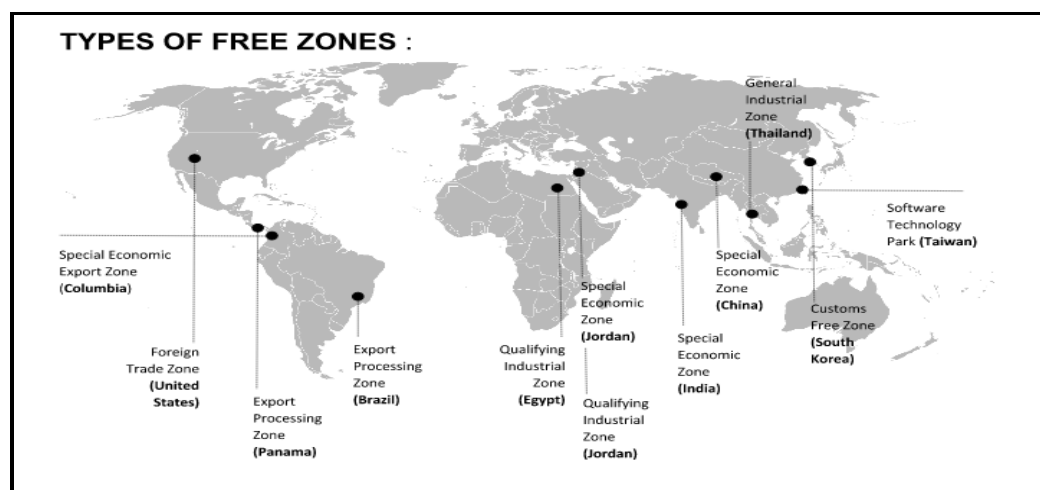 TYPES OF FREE ZONES :
General
Industrial
Zone
(Thailand)
Software
Technology
Park (Taiwan)
Special Economic
Export Zone
(Columbia)
Special
Economic
Zone
(China)
Special
Economic
Zone
(Jordan)
Customs
Free Zone
(South
Korea)
Special
Economic
Zone
(India)
Foreign
Trade Zone
(United
States)
Export
Processing
Zone
(Brazil)
Qualifying
Industrial
Zone
(Egypt)
Export
Processing
Zone
(Panama)
Qualifying
Industrial
Zone
(Jordan)